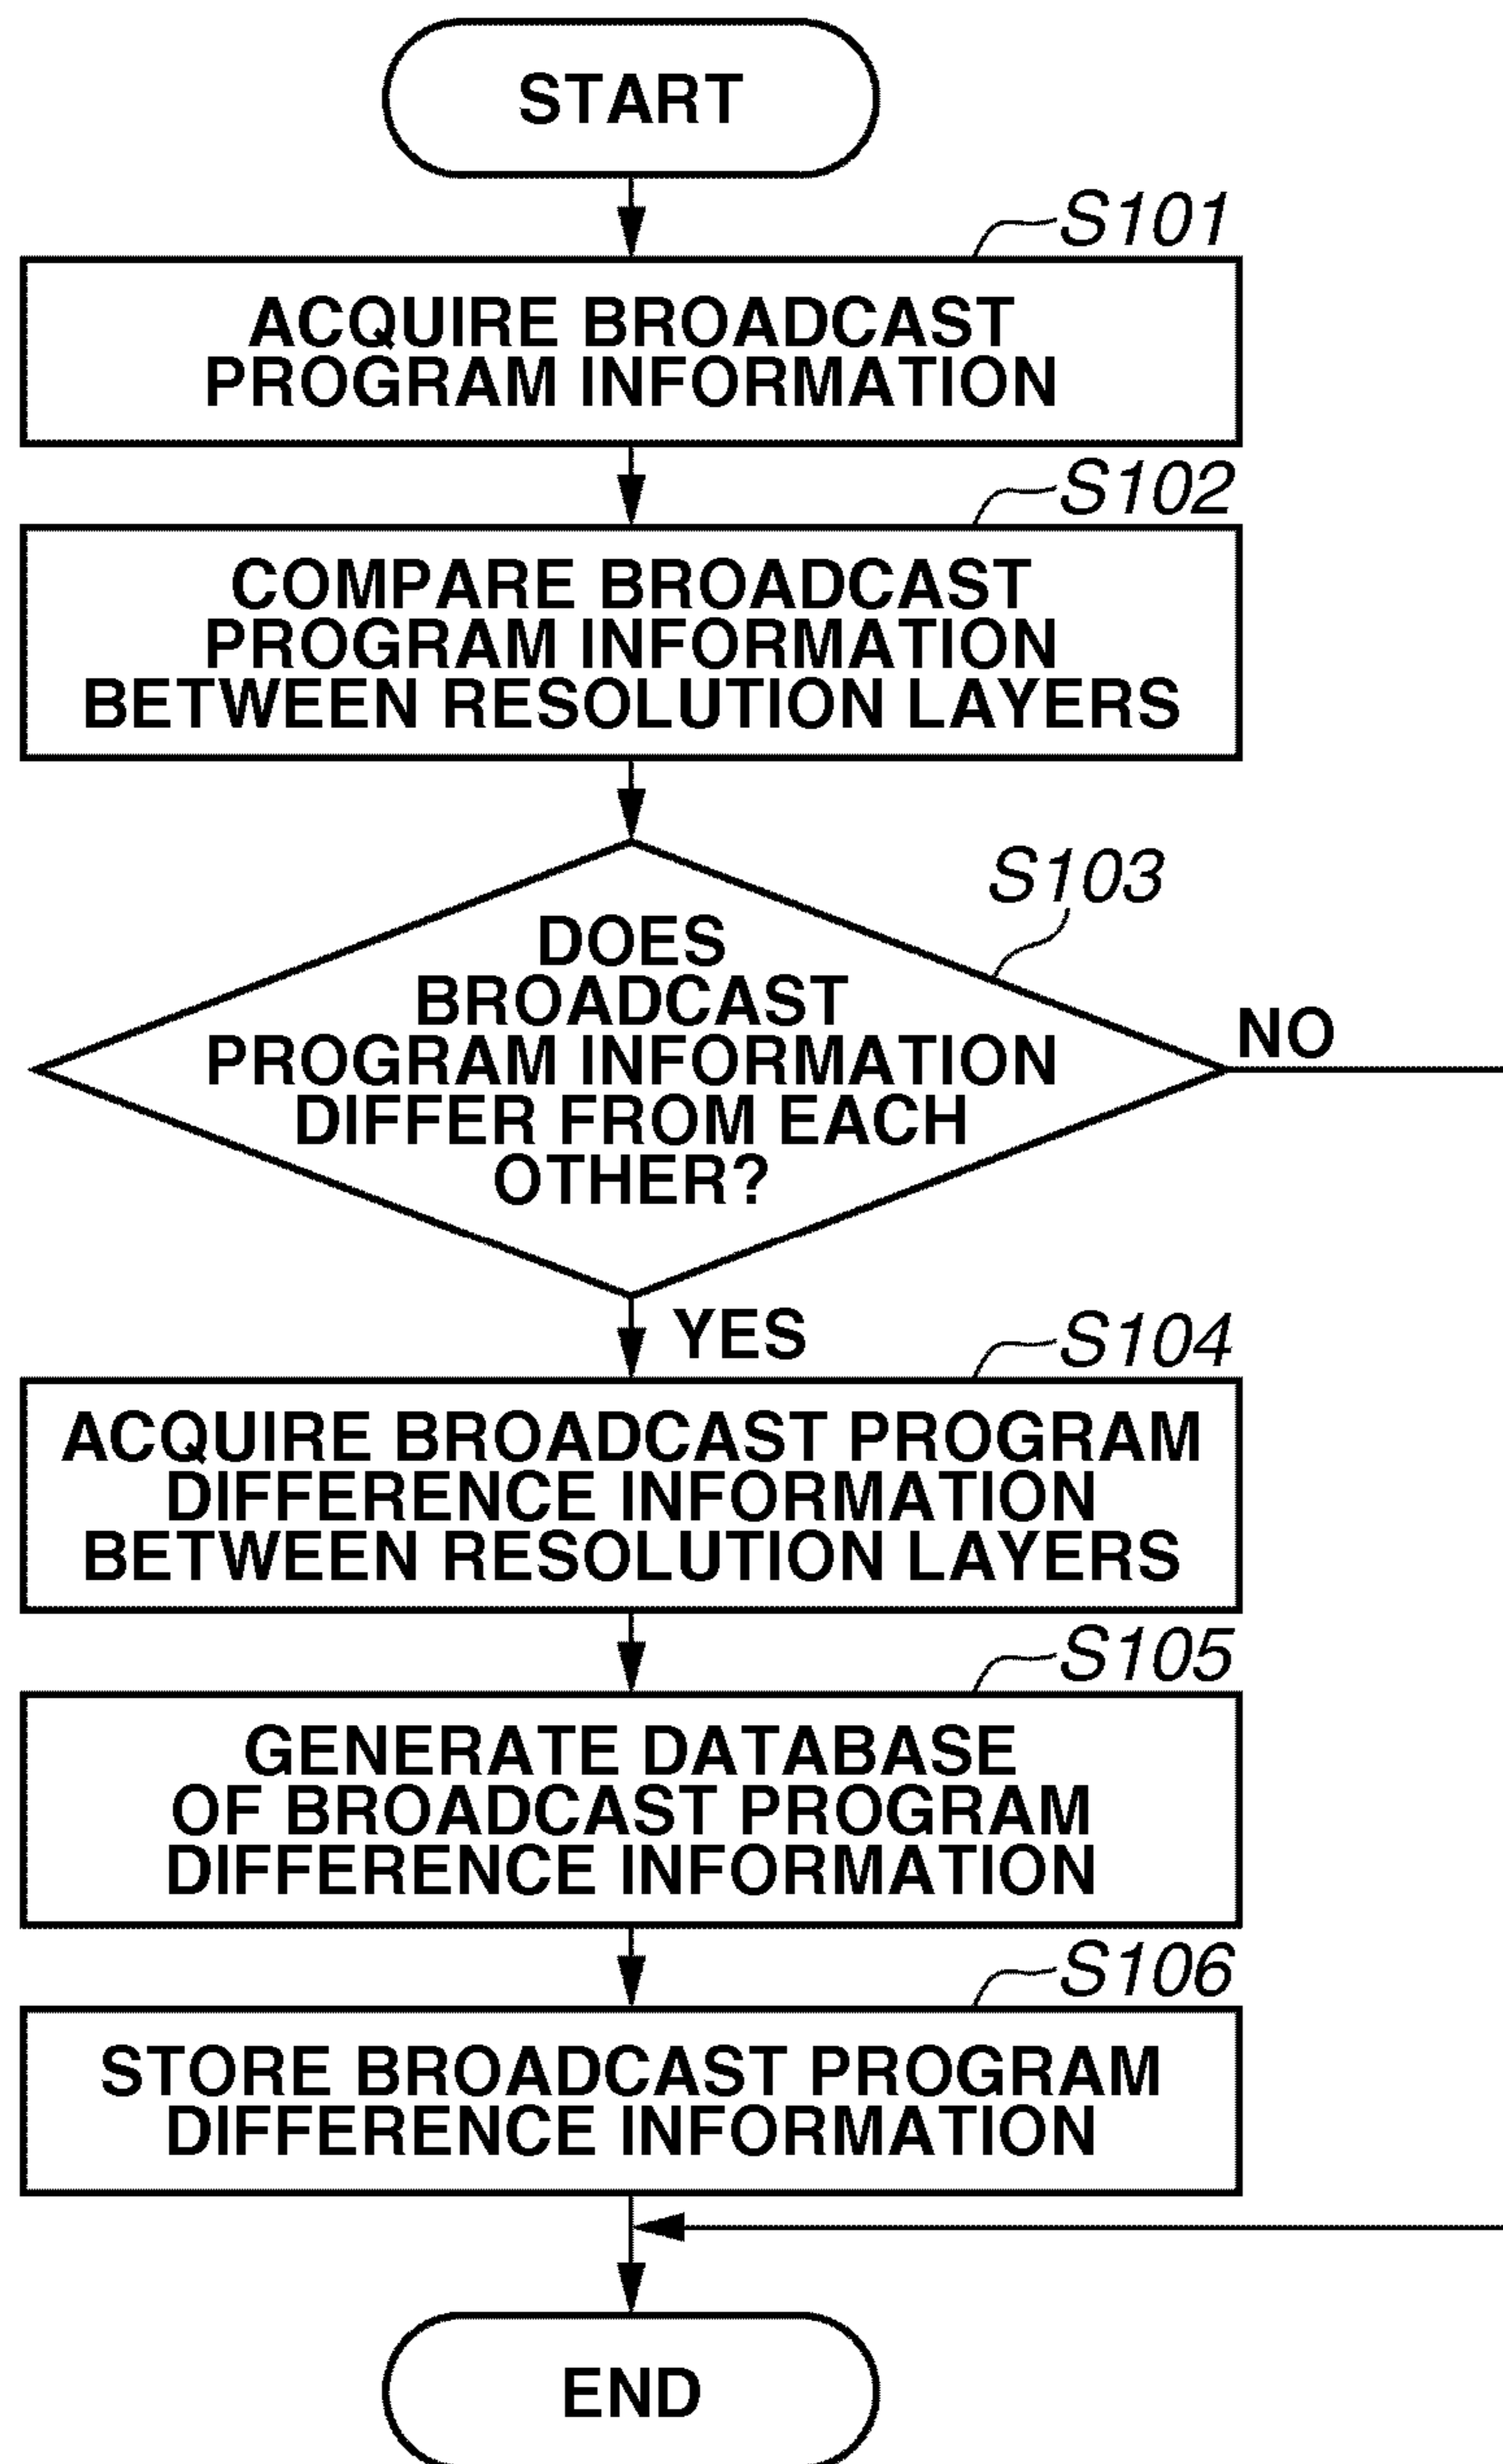 START
S101
ACQUIRE BROADCAST
PROGRAM INFORMATION
S102
COMPARE BROADCAST
PROGRAM INFORMATION
BETWEEN RESOLUTION LAYERS
S103
DOES
BROADCAST
PROGRAM INFORMATION
DIFFER FROM EACH
OTHER?
NO
YES
S104
ACQUIRE BROADCAST PROGRAM
DIFFERENCE INFORMATION
BETWEEN RESOLUTION LAYERS
S105
GENERATE DATABASE
OF BROADCAST PROGRAM
DIFFERENCE INFORMATION
S106
STORE BROADCAST PROGRAM
DIFFERENCE INFORMATION
END